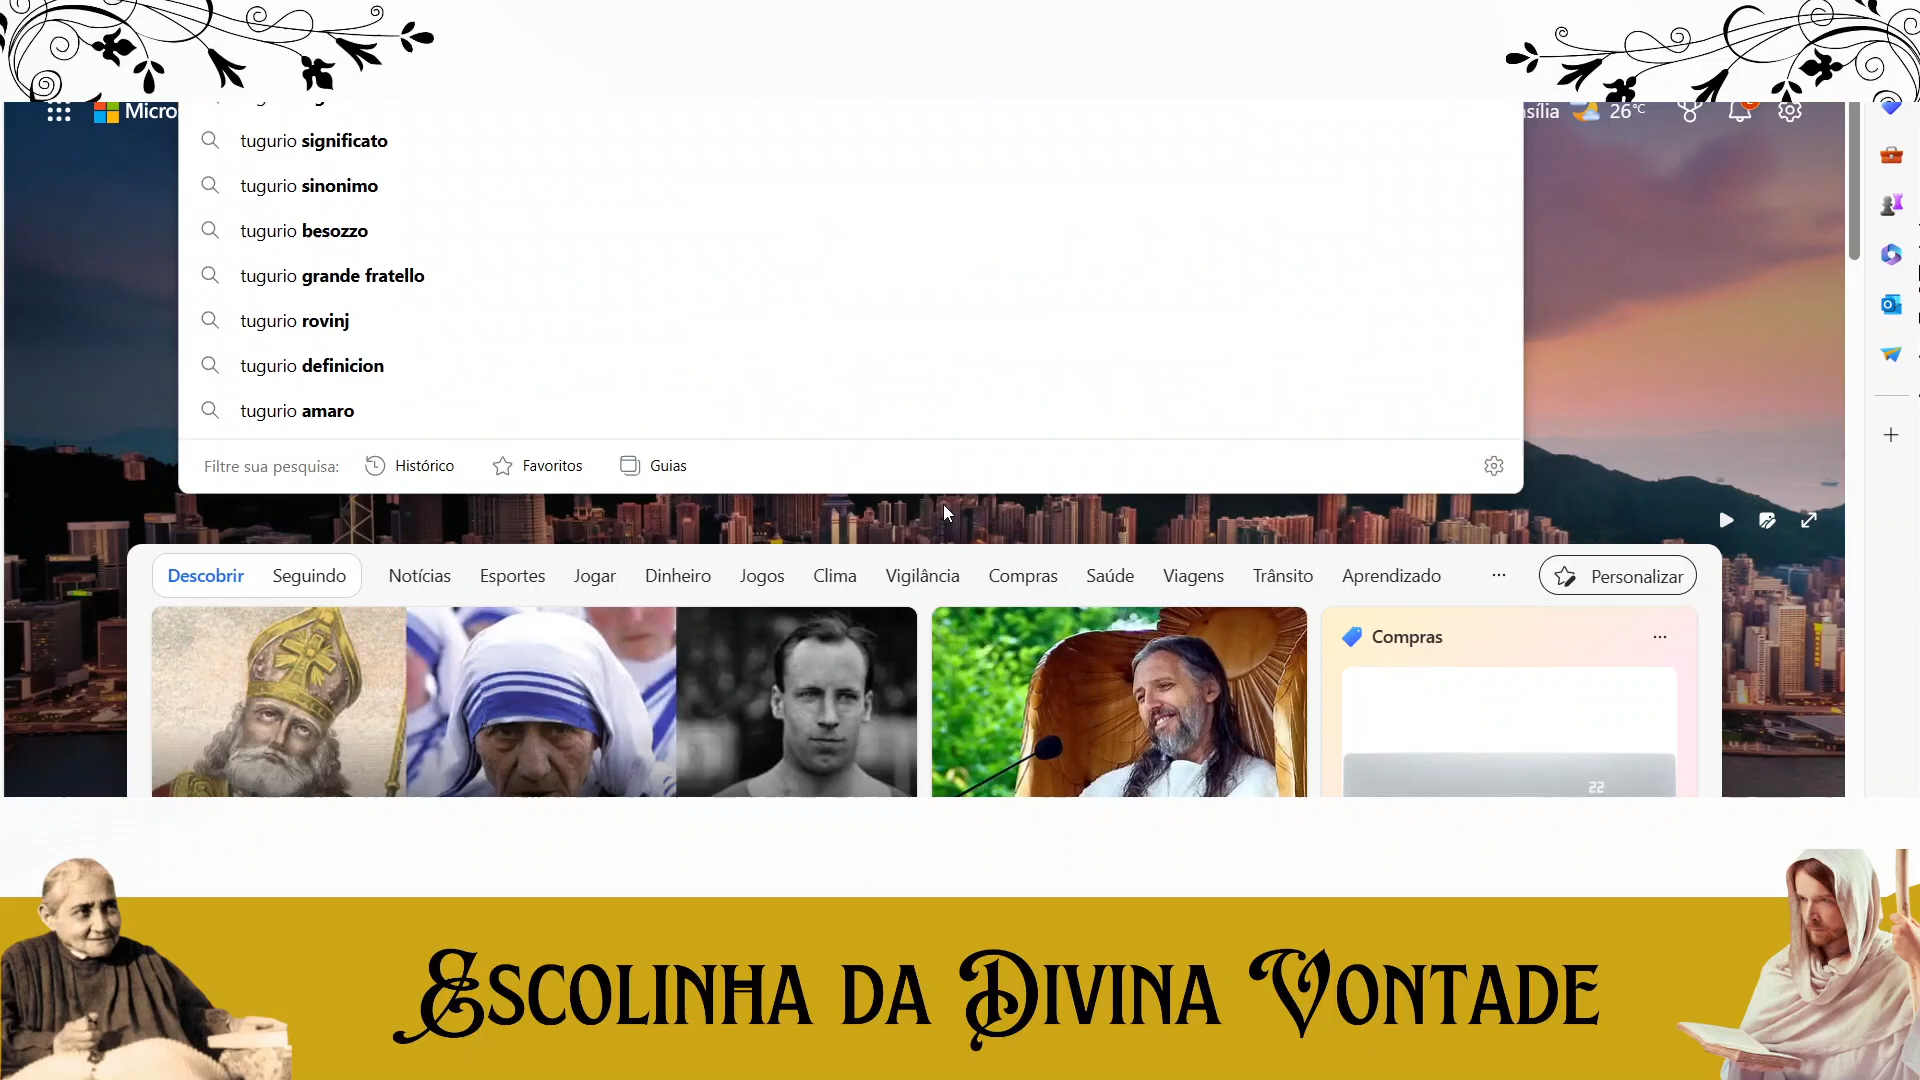 Micro
sília 26°C
tugurio significato
tugurio sinonimo
tugurio besozzo
tugurio grande fratello
tugurio rovinj
tugurio definicion
tugurio amaro
Filtre sua pesquisa: Histórico Favoritos Guias
Descobrir Seguindo Notícias Esportes Jogar Dinheiro Jogos Clima Vigilância Compras Saúde Viagens Trânsito Aprendizado ... Personalizar
Compras ...
22
Escolinha da Divina Vontade